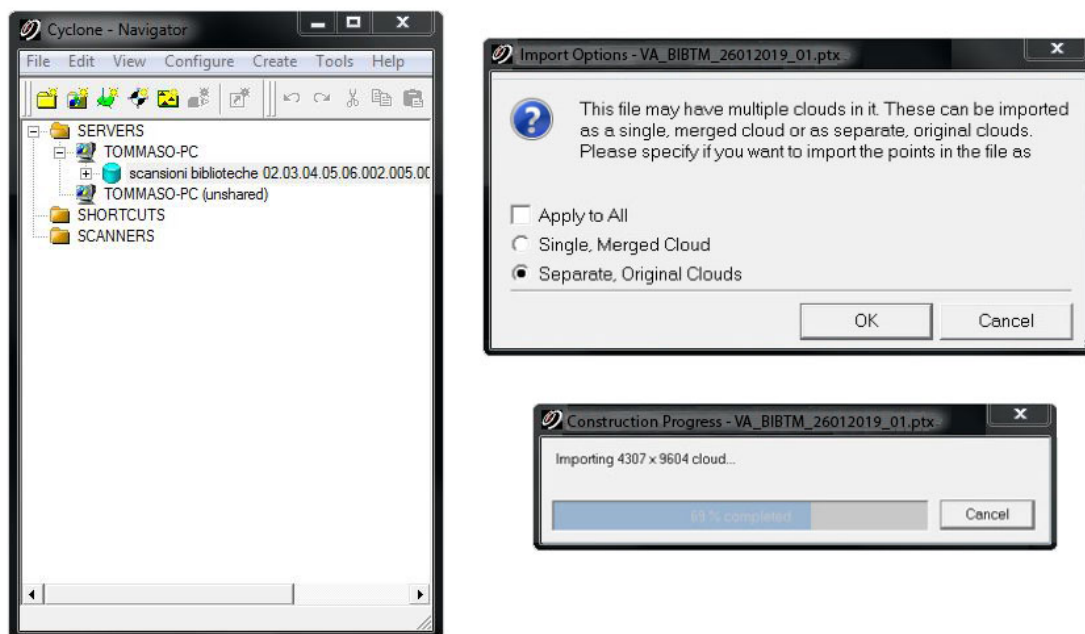 Cyclone - Navigator
File Edit View Configure Create Tools Help
SERVERS
TOMMASO-PC
scansioni biblioteche 02.03.04.05.06.002.005.00
TOMMASO-PC (unshared)
SHORTCUTS
SCANNERS
Import Options - VA_BIBTM_26012019_01.ptx
This file may have multiple clouds in it. These can be imported
as a single, merged cloud or as separate, original clouds.
Please specify if you want to import the points in the file as
Apply to All
Single, Merged Cloud
Separate, Original Clouds
OK Cancel
Construction Progress - VA_BIBTM_26012019_01.ptx
Importing 4307 x 9604 cloud...
69 % completed
Cancel